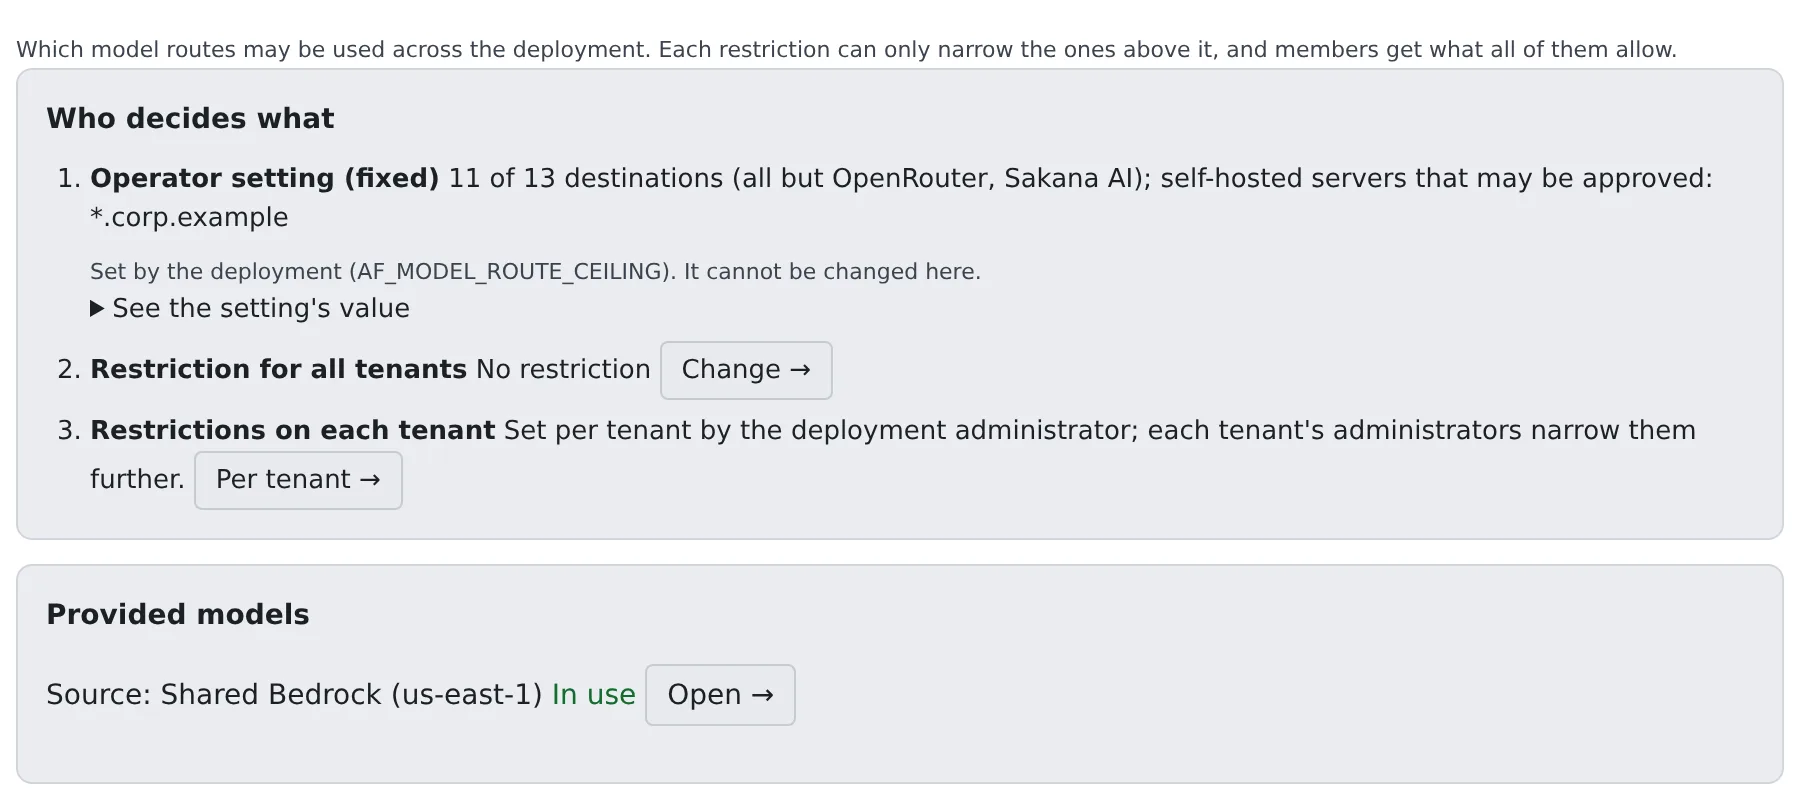 Which model routes may be used across the deployment. Each restriction can only narrow the ones above it, and members get what all of them allow.
Who decides what
1. Operator setting (fixed) 11 of 13 destinations (all but OpenRouter, Sakana AI); self-hosted servers that may be approved:
*.corp.example
Set by the deployment (AF_MODEL_ROUTE_CEILING). It cannot be changed here.
▶ See the setting's value
2. Restriction for all tenants No restriction Change →
3. Restrictions on each tenant Set per tenant by the deployment administrator; each tenant's administrators narrow them
further. Per tenant →
Provided models
Source: Shared Bedrock (us-east-1) In use Open →